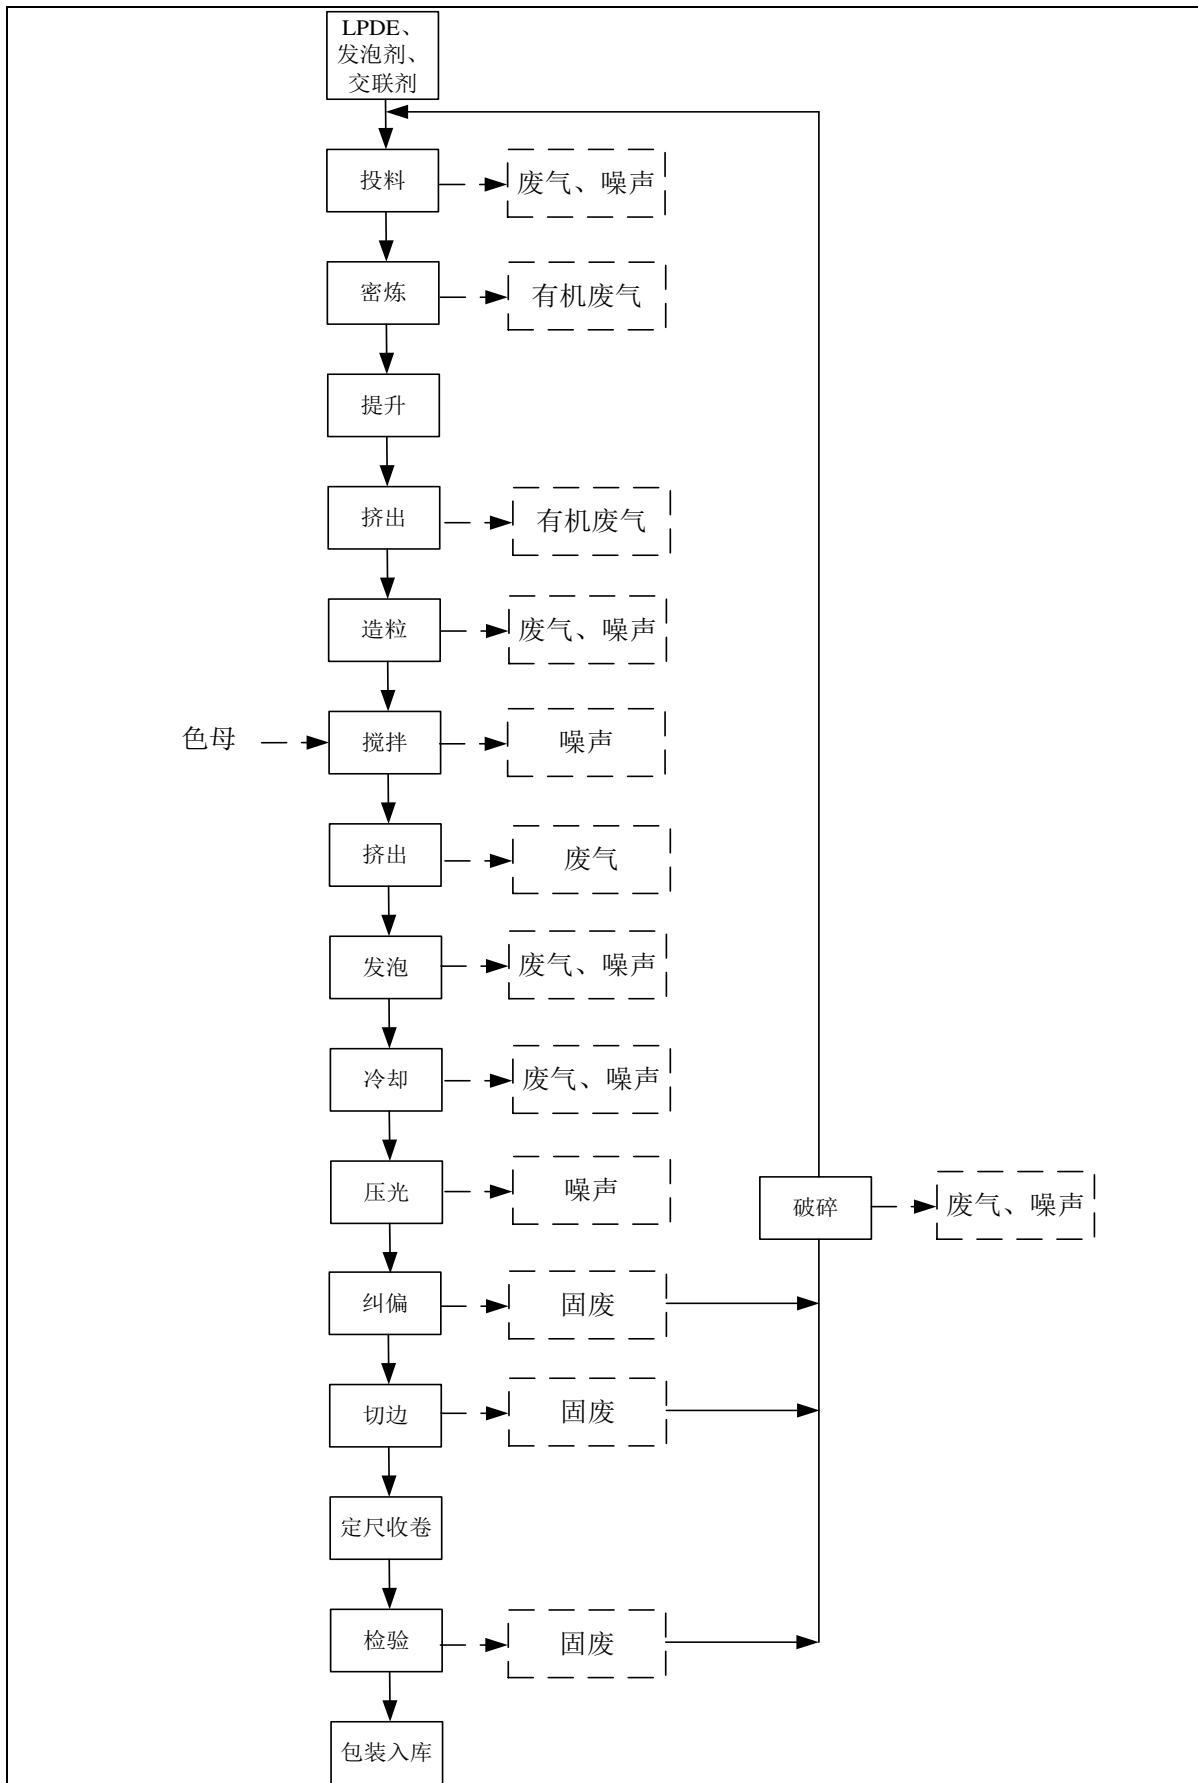 LPDE、
发泡剂、
交联剂
投料
废气、噪声
密炼
有机废气
提升
挤出
有机废气
造粒
废气、噪声
色母
搅拌
噪声
挤出
废气
发泡
废气、噪声
冷却
废气、噪声
压光
噪声
破碎
废气、噪声
纠偏
固废
切边
固废
定尺收卷
检验
固废
包装入库